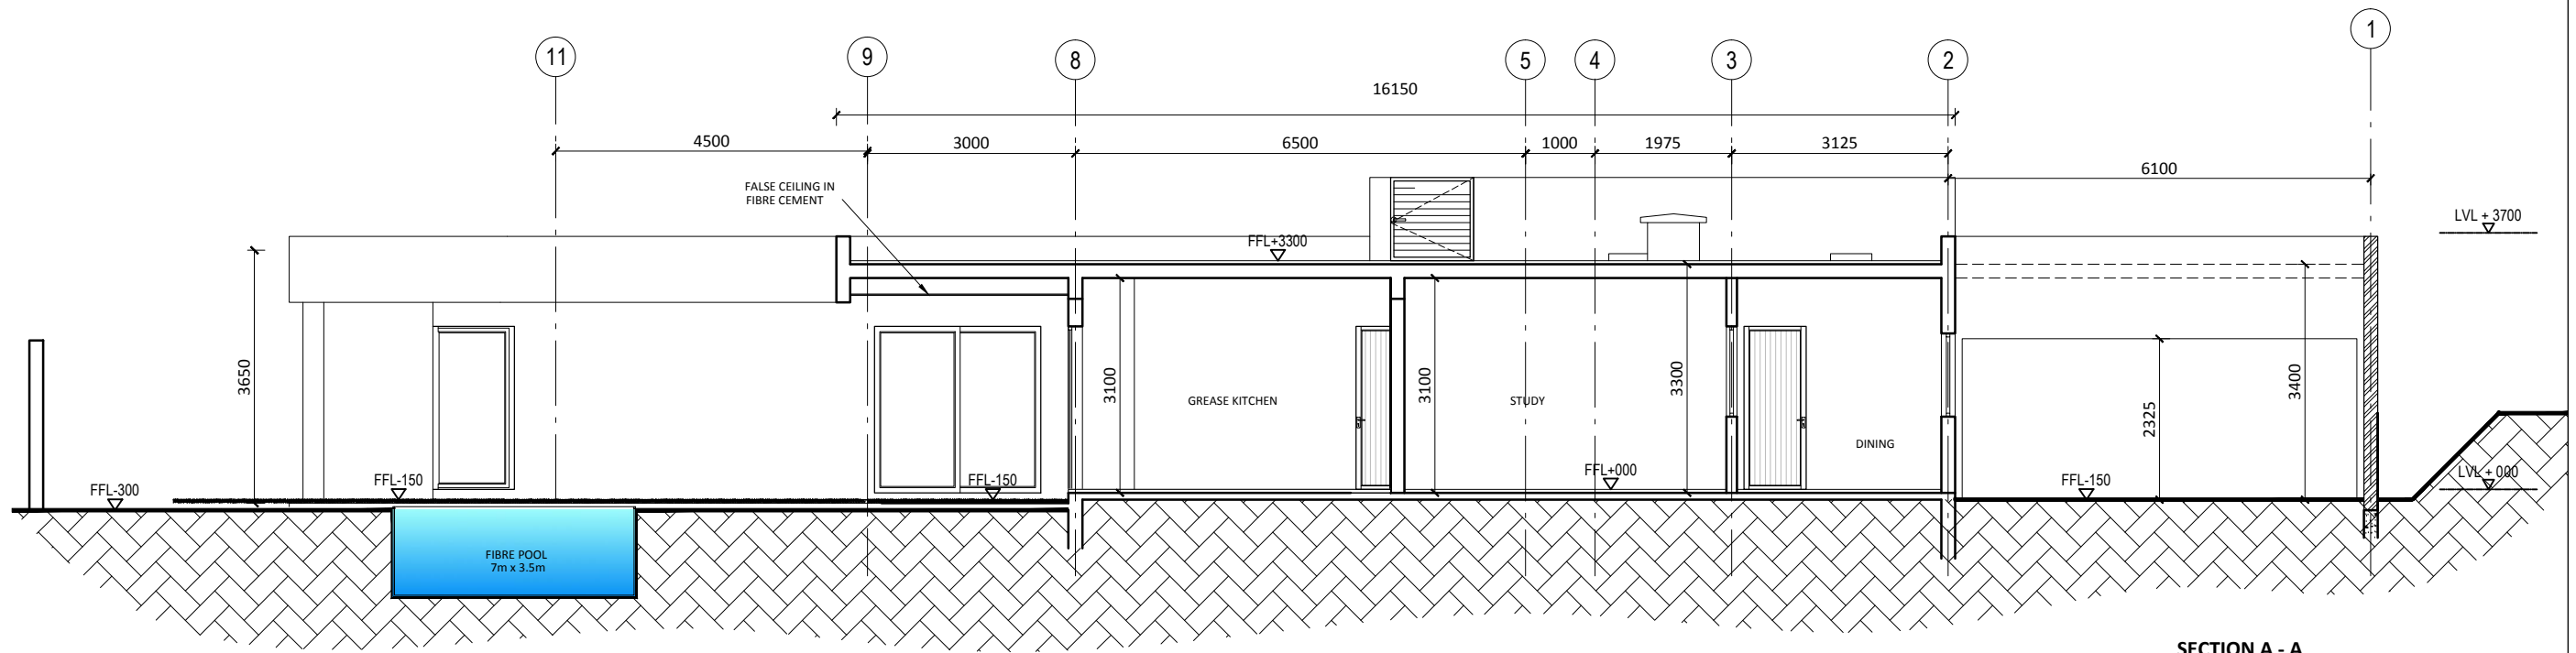 11
9
8
5
4
3
2
1
16150
4500
3000
6500
1000
1975
3125
6100
FALSE CEILING IN
FIBRE CEMENT
LVL + 3700
FFL+3300
3650
3100
GREASE KITCHEN
3100
STUDY
3300
DINING
2325
3400
FFL-300
FFL-150
FFL-150
FFL+000
FFL-150
LVL + 000
FIBRE POOL
7m x 3.5m
SECTION A - A